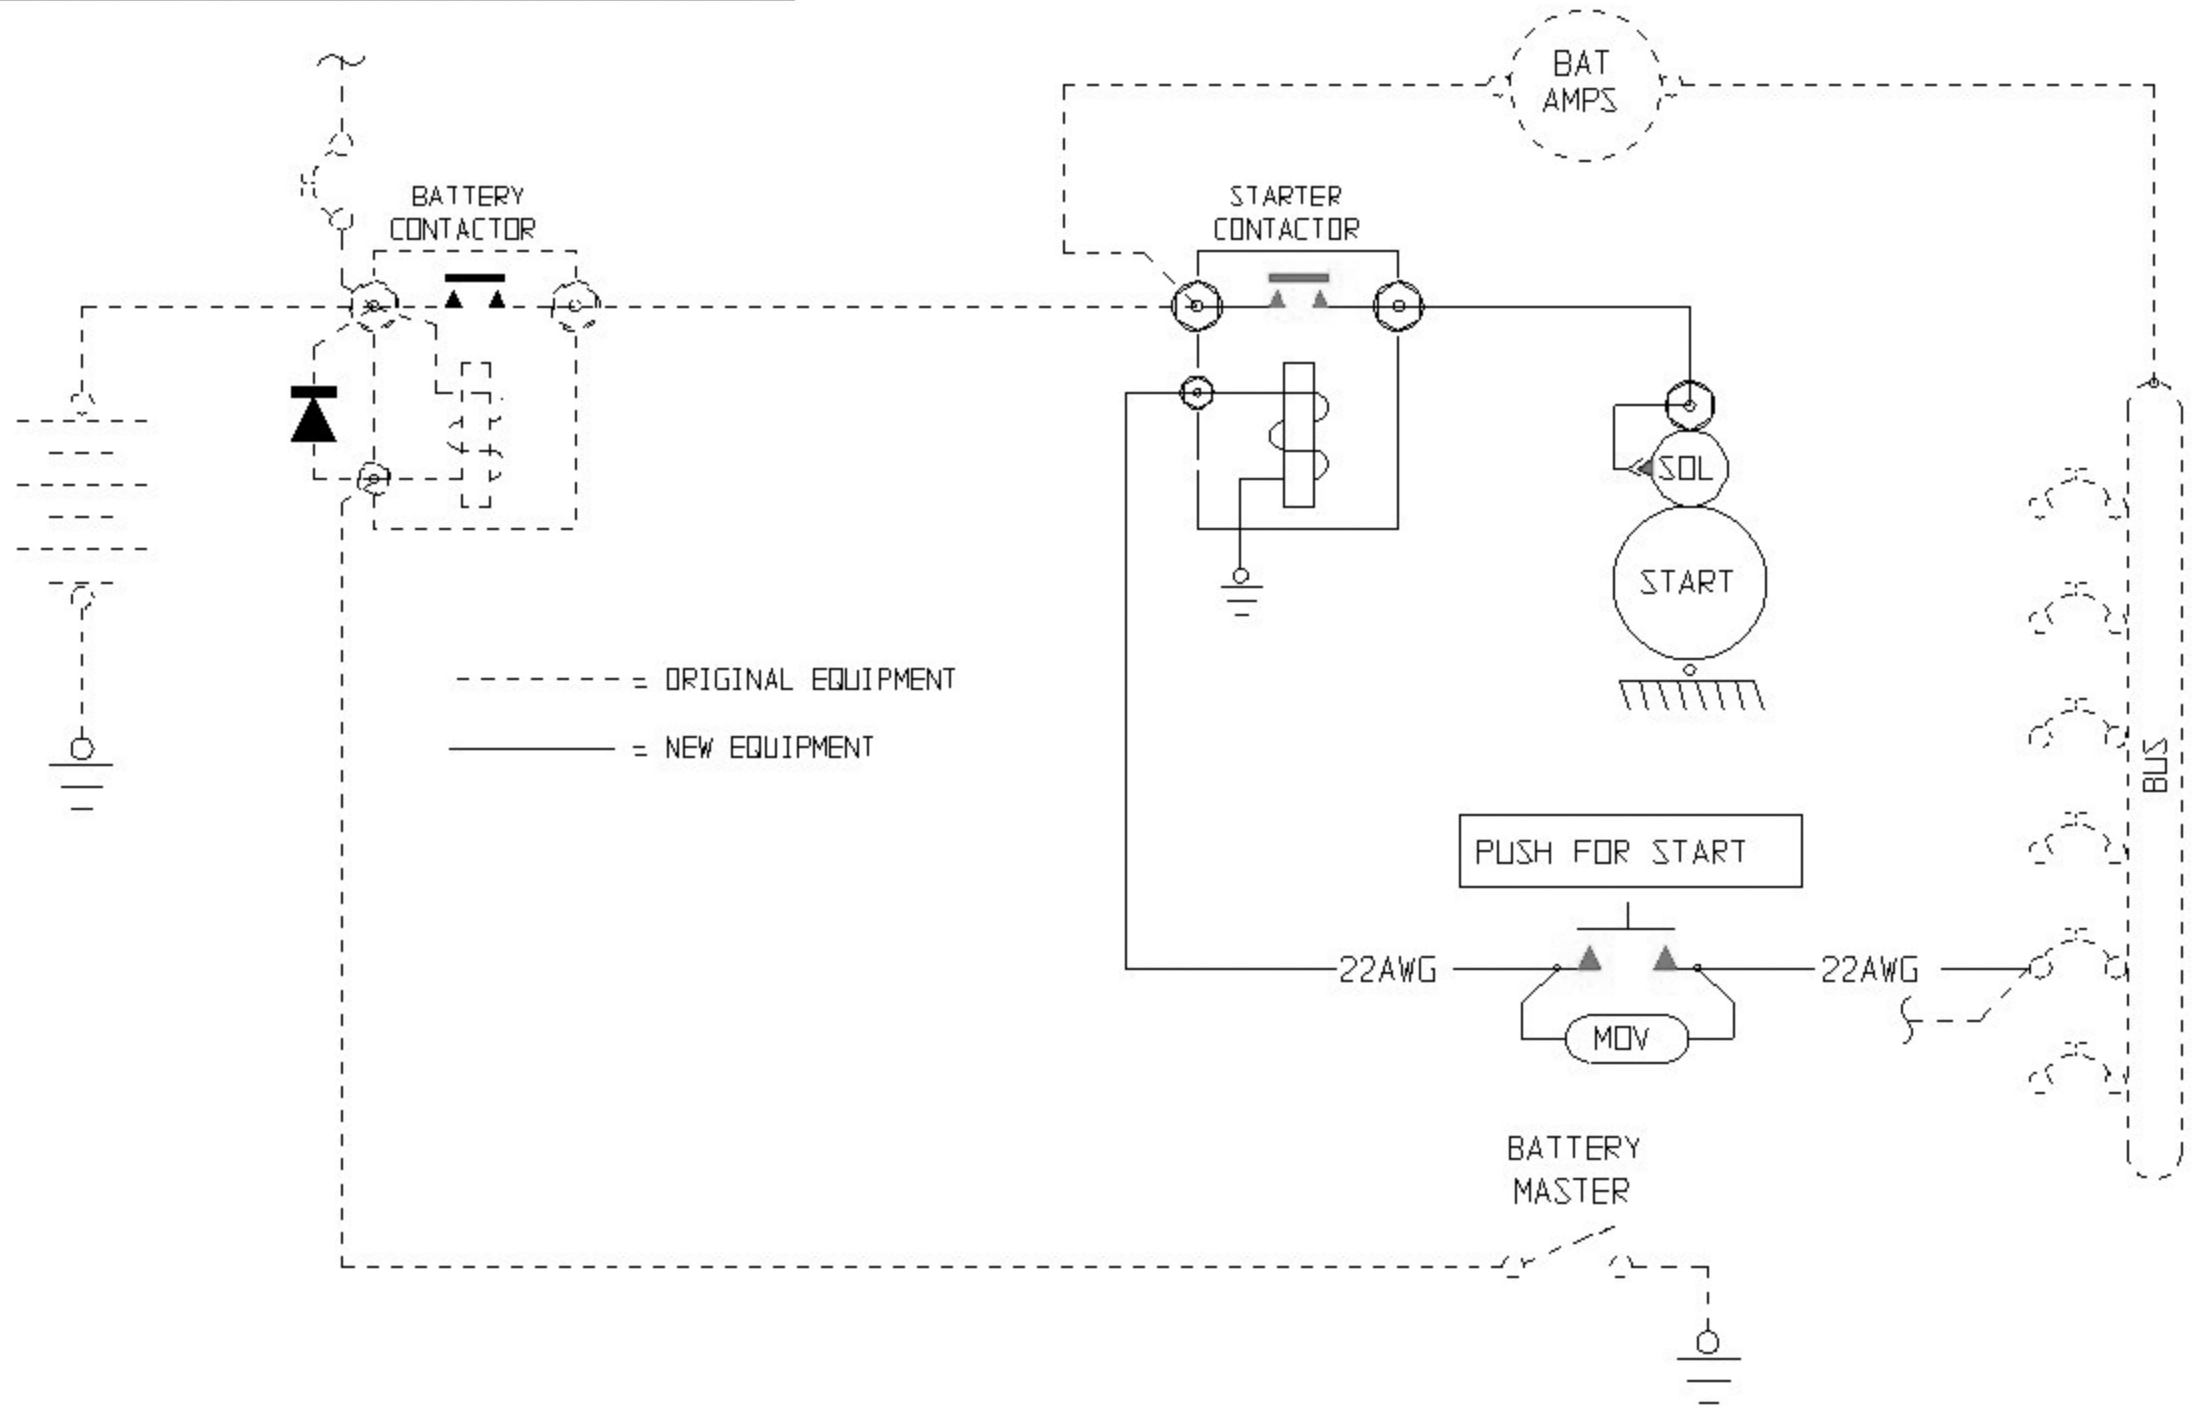 BAT
AMPS
BATTERY
CONTACTOR
STARTER
CONTACTOR
SOL
START
= ORIGINAL EQUIPMENT
= NEW EQUIPMENT
BUS
PUSH FOR START
22AWG
22AWG
MOV
BATTERY
MASTER